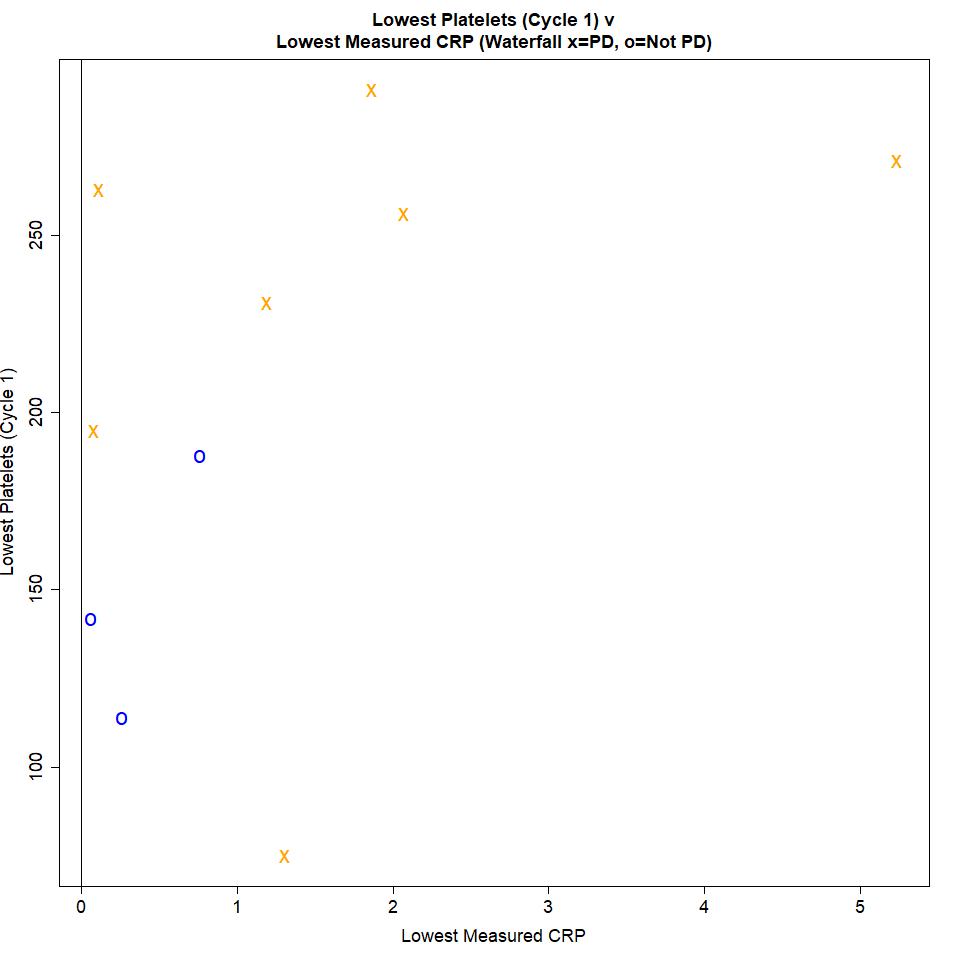 Lowest Platelets (Cycle 1) v
Lowest Measured CRP (Waterfall x=PD, o=Not PD)
Lowest Platelets (Cycle 1)
250
200
150
100
X
X
X
X
X
X
O
O
O
X
0 1 2 3 4 5
Lowest Measured CRP